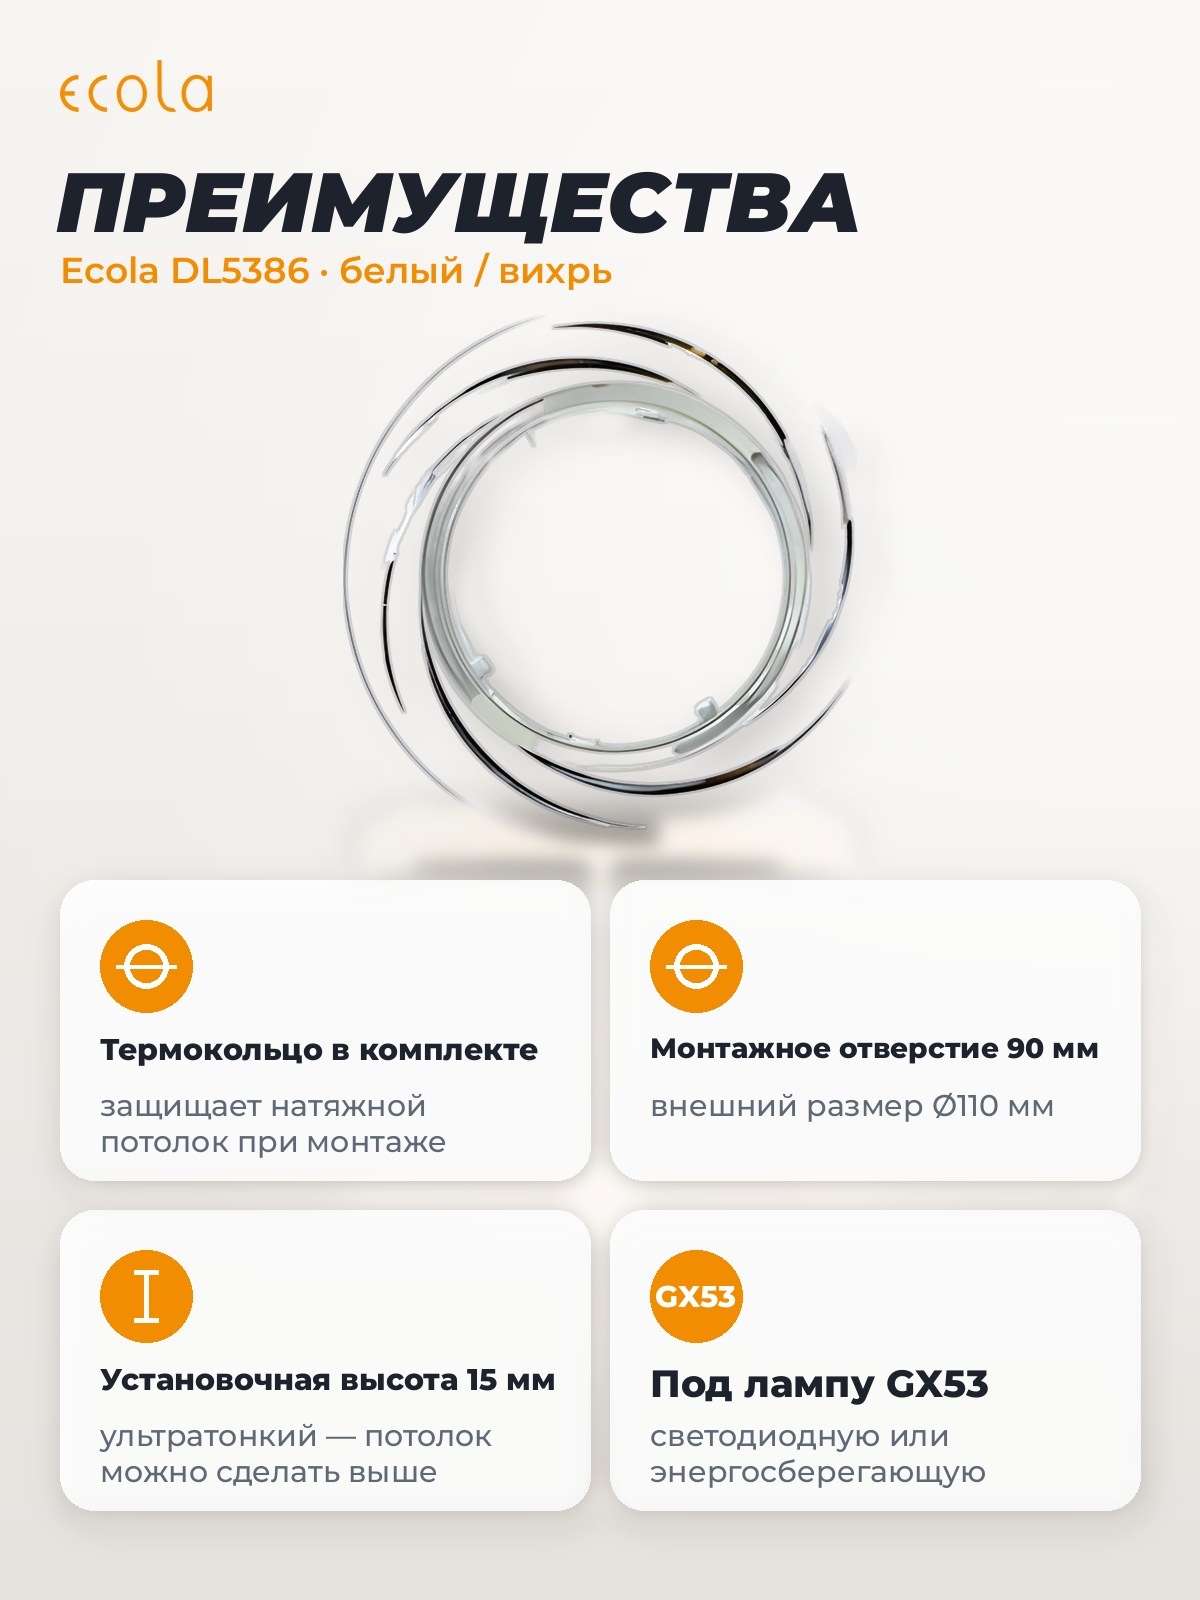 ecola
ПРЕИМУЩЕСТВА
Ecola DL5386 · белый / вихрь
Термокольцо в комплекте
защищает натяжной
потолок при монтаже
Монтажное отверстие 90 мм
внешний размер Ø110 мм
Установочная высота 15 мм
ультратонкий — потолок
можно сделать выше
GX53
Под лампу GX53
светодиодную или
энергосберегающую